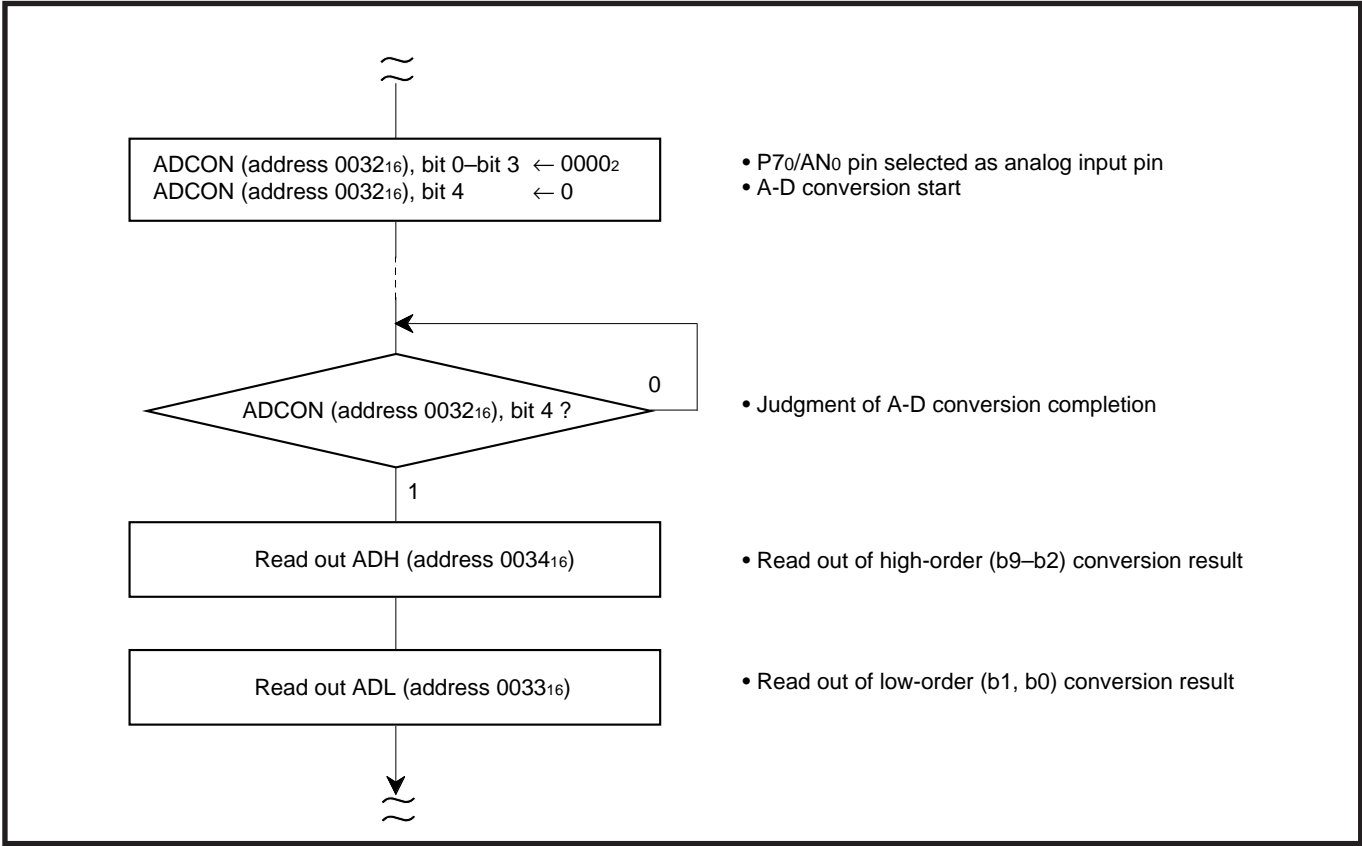 ADCON (address 0032₁₆), bit 0–bit 3 ← 0000₂
ADCON (address 0032₁₆), bit 4 ← 0
• P7₀/AN₀ pin selected as analog input pin
• A-D conversion start
0
ADCON (address 0032₁₆), bit 4 ?
• Judgment of A-D conversion completion
1
Read out ADH (address 0034₁₆)
• Read out of high-order (b9–b2) conversion result
Read out ADL (address 0033₁₆)
• Read out of low-order (b1, b0) conversion result